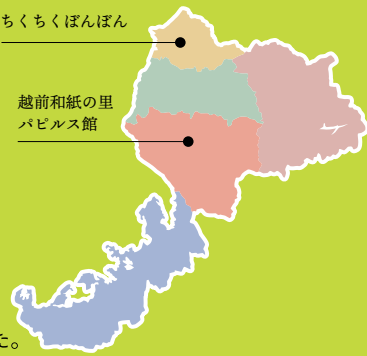 ちくちくぼんぼん
越前和紙の里
パピルス館
た。